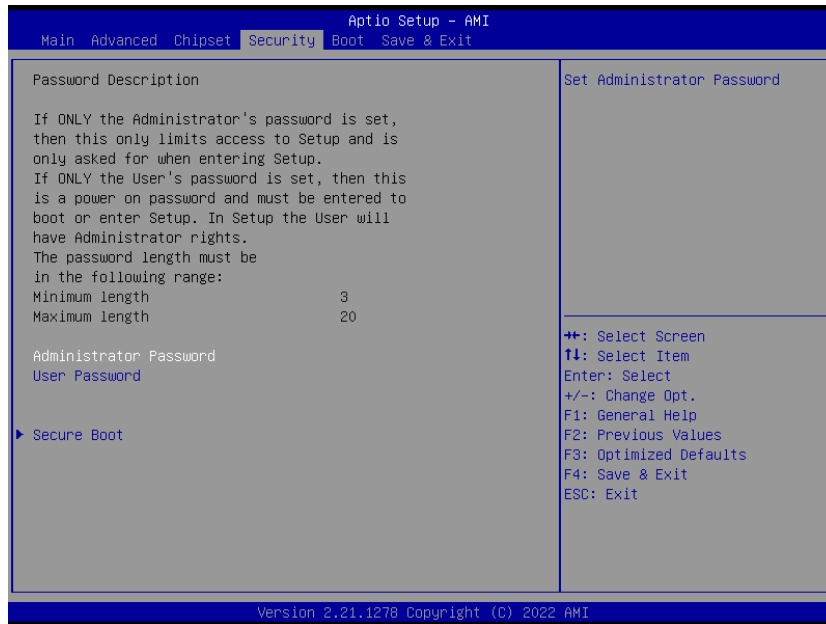 Aptio Setup – AMI
Main Advanced Chipset Security Boot Save & Exit
Password Description
If ONLY the Administrator's password is set,
then this only limits access to Setup and is
only asked for when entering Setup.
If ONLY the User's password is set, then this
is a power on password and must be entered to
boot or enter Setup. In Setup the User will
have Administrator rights.
The password length must be
in the following range:
Minimum length 3
Maximum length 20
Administrator Password
User Password
▶ Secure Boot
Set Administrator Password
→←: Select Screen
↑↓: Select Item
Enter: Select
+/-: Change Opt.
F1: General Help
F2: Previous Values
F3: Optimized Defaults
F4: Save & Exit
ESC: Exit
Version 2.21.1278 Copyright (C) 2022 AMI